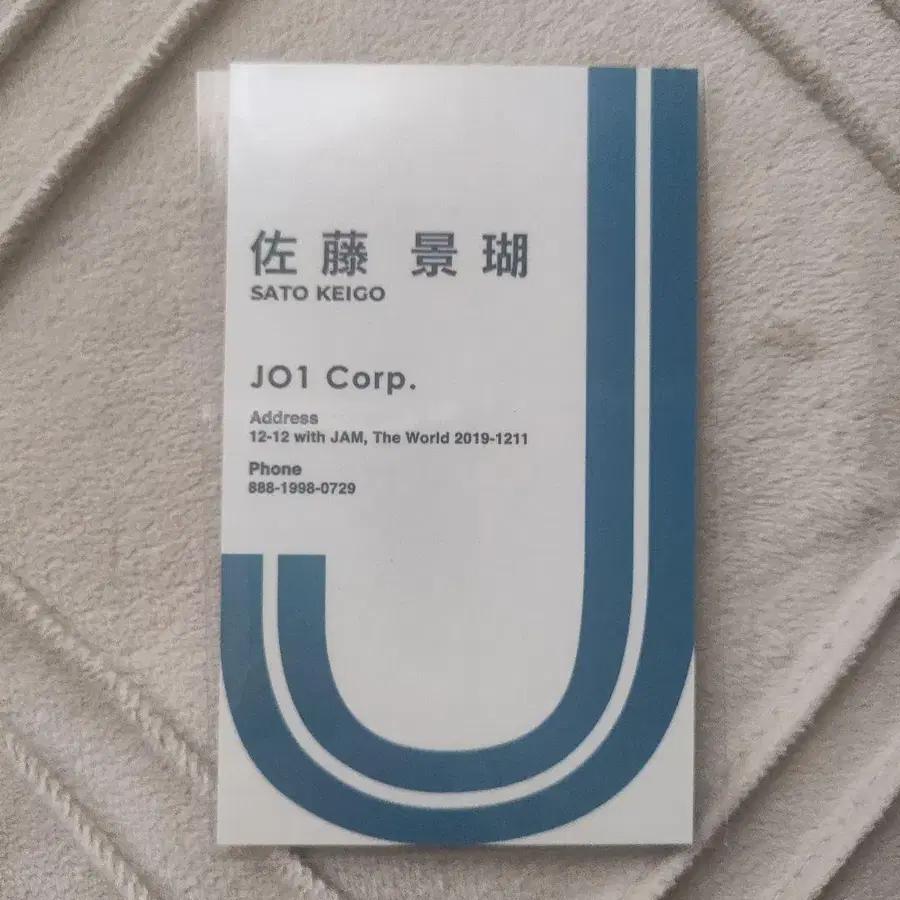 佐藤 景瑚
SATO KEIGO
JO1 Corp.
Address
12-12 with JAM, The World 2019-1211
Phone
888-1998-0729